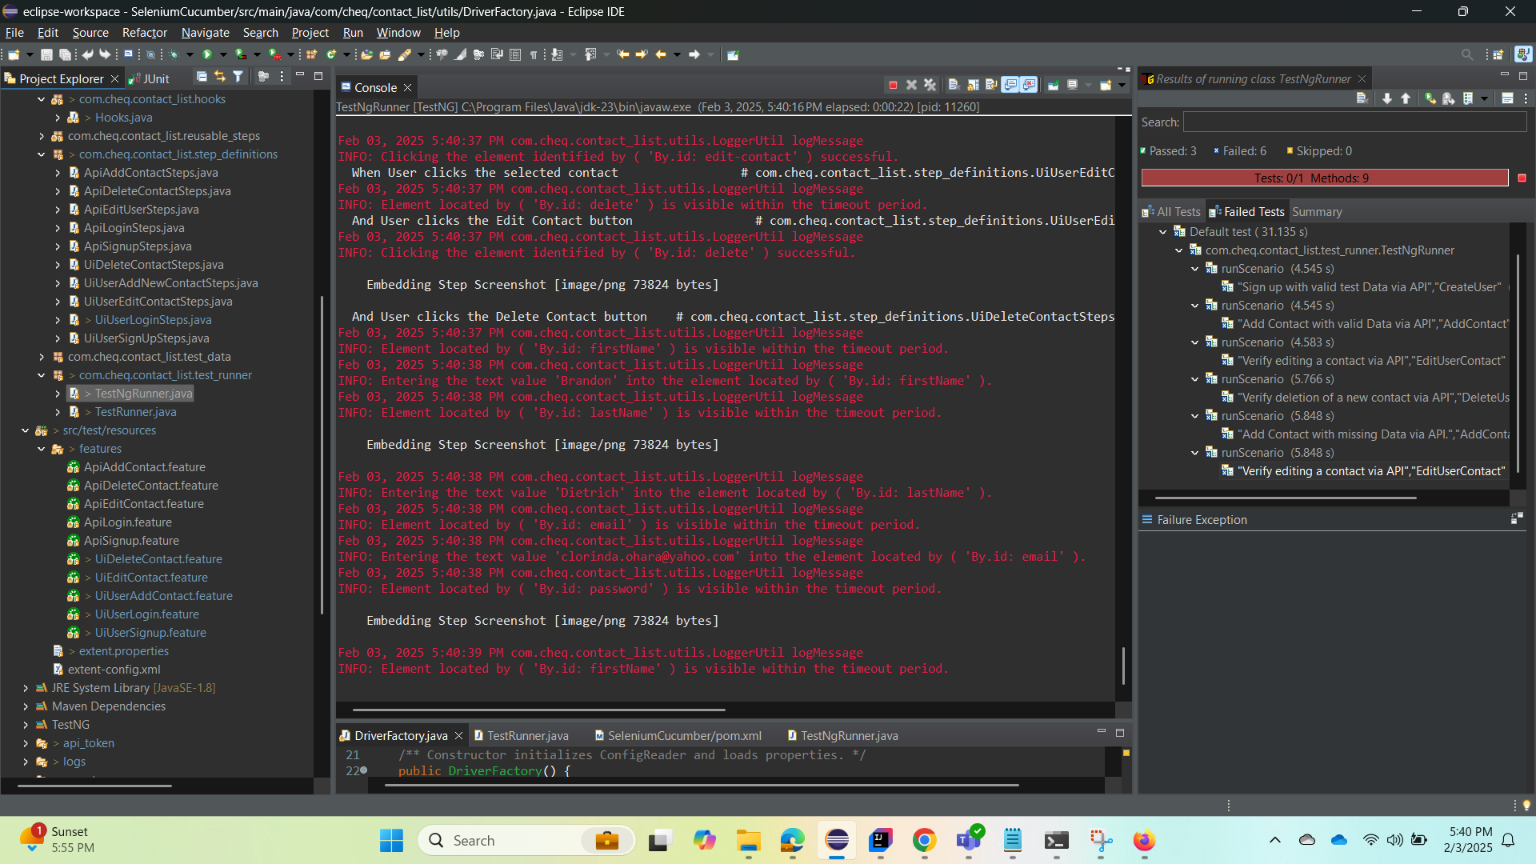 eclipse-workspace - SeleniumCucumber/src/main/java/com/cheq/contact_list/utils/DriverFactory.java - Eclipse IDE
File Edit Source Refactor Navigate Search Project Run Window Help
Project Explorer
JUnit
com.cheq.contact_list.hooks
> Hooks.java
com.cheq.contact_list.reusable_steps
> com.cheq.contact_list.step_definitions
ApiAddContactSteps.java
ApiDeleteContactSteps.java
ApiEditUserSteps.java
ApiLoginSteps.java
ApiSignupSteps.java
UiDeleteContactSteps.java
UiUserAddNewContactSteps.java
UiUserEditContactSteps.java
> UiUserLoginSteps.java
UiUserSignUpSteps.java
com.cheq.contact_list.test_data
> com.cheq.contact_list.test_runner
> TestNgRunner.java
> TestRunner.java
> src/test/resources
> features
ApiAddContact.feature
ApiDeleteContact.feature
ApiEditContact.feature
ApiLogin.feature
ApiSignup.feature
> UiDeleteContact.feature
> UiEditContact.feature
> UiUserAddContact.feature
> UiUserLogin.feature
> UiUserSignup.feature
> extent.properties
extent-config.xml
JRE System Library [JavaSE-1.8]
Maven Dependencies
TestNG
> api_token
> logs
Console
TestNgRunner [TestNG] C:\Program Files\Java\jdk-23\bin\javaw.exe (Feb 3, 2025, 5:40:16 PM elapsed: 0:00:22) [pid: 11260]
Feb 03, 2025 5:40:37 PM com.cheq.contact_list.utils.LoggerUtil logMessage
INFO: Clicking the element identified by ( 'By.id: edit-contact' ) successful.
When User clicks the selected contact # com.cheq.contact_list.step_definitions.UiUserEditC
Feb 03, 2025 5:40:37 PM com.cheq.contact_list.utils.LoggerUtil logMessage
INFO: Element located by ( 'By.id: delete' ) is visible within the timeout period.
And User clicks the Edit Contact button # com.cheq.contact_list.step_definitions.UiUserEdi
Feb 03, 2025 5:40:37 PM com.cheq.contact_list.utils.LoggerUtil logMessage
INFO: Clicking the element identified by ( 'By.id: delete' ) successful.
Embedding Step Screenshot [image/png 73824 bytes]
And User clicks the Delete Contact button # com.cheq.contact_list.step_definitions.UiDeleteContactSteps
Feb 03, 2025 5:40:37 PM com.cheq.contact_list.utils.LoggerUtil logMessage
INFO: Element located by ( 'By.id: firstName' ) is visible within the timeout period.
Feb 03, 2025 5:40:38 PM com.cheq.contact_list.utils.LoggerUtil logMessage
INFO: Entering the text value 'Brandon' into the element located by ( 'By.id: firstName' ).
Feb 03, 2025 5:40:38 PM com.cheq.contact_list.utils.LoggerUtil logMessage
INFO: Element located by ( 'By.id: lastName' ) is visible within the timeout period.
Embedding Step Screenshot [image/png 73824 bytes]
Feb 03, 2025 5:40:38 PM com.cheq.contact_list.utils.LoggerUtil logMessage
INFO: Entering the text value 'Dietrich' into the element located by ( 'By.id: lastName' ).
Feb 03, 2025 5:40:38 PM com.cheq.contact_list.utils.LoggerUtil logMessage
INFO: Element located by ( 'By.id: email' ) is visible within the timeout period.
Feb 03, 2025 5:40:38 PM com.cheq.contact_list.utils.LoggerUtil logMessage
INFO: Entering the text value 'clorinda.ohara@yahoo.com' into the element located by ( 'By.id: email' ).
Feb 03, 2025 5:40:38 PM com.cheq.contact_list.utils.LoggerUtil logMessage
INFO: Element located by ( 'By.id: password' ) is visible within the timeout period.
Embedding Step Screenshot [image/png 73824 bytes]
Feb 03, 2025 5:40:39 PM com.cheq.contact_list.utils.LoggerUtil logMessage
INFO: Element located by ( 'By.id: firstName' ) is visible within the timeout period.
DriverFactory.java
TestRunner.java
SeleniumCucumber/pom.xml
TestNgRunner.java
21 /** Constructor initializes ConfigReader and loads properties. */
22 public DriverFactory() {
Results of running class TestNgRunner
Search:
Passed: 3 Failed: 6 Skipped: 0
Tests: 0/1 Methods: 9
All Tests Failed Tests Summary
Default test ( 31.135 s)
com.cheq.contact_list.test_runner.TestNgRunner
runScenario (4.545 s)
"Sign up with valid test Data via API","CreateUser"
runScenario (4.545 s)
"Add Contact with valid Data via API","AddContact"
runScenario (4.583 s)
"Verify editing a contact via API","EditUserContact"
runScenario (5.766 s)
"Verify deletion of a new contact via API","DeleteUs
runScenario (5.848 s)
"Add Contact with missing Data via API.","AddConta
runScenario (5.848 s)
"Verify editing a contact via API","EditUserContact"
Failure Exception
1
Sunset
5:55 PM
Search
5:40 PM
2/3/2025